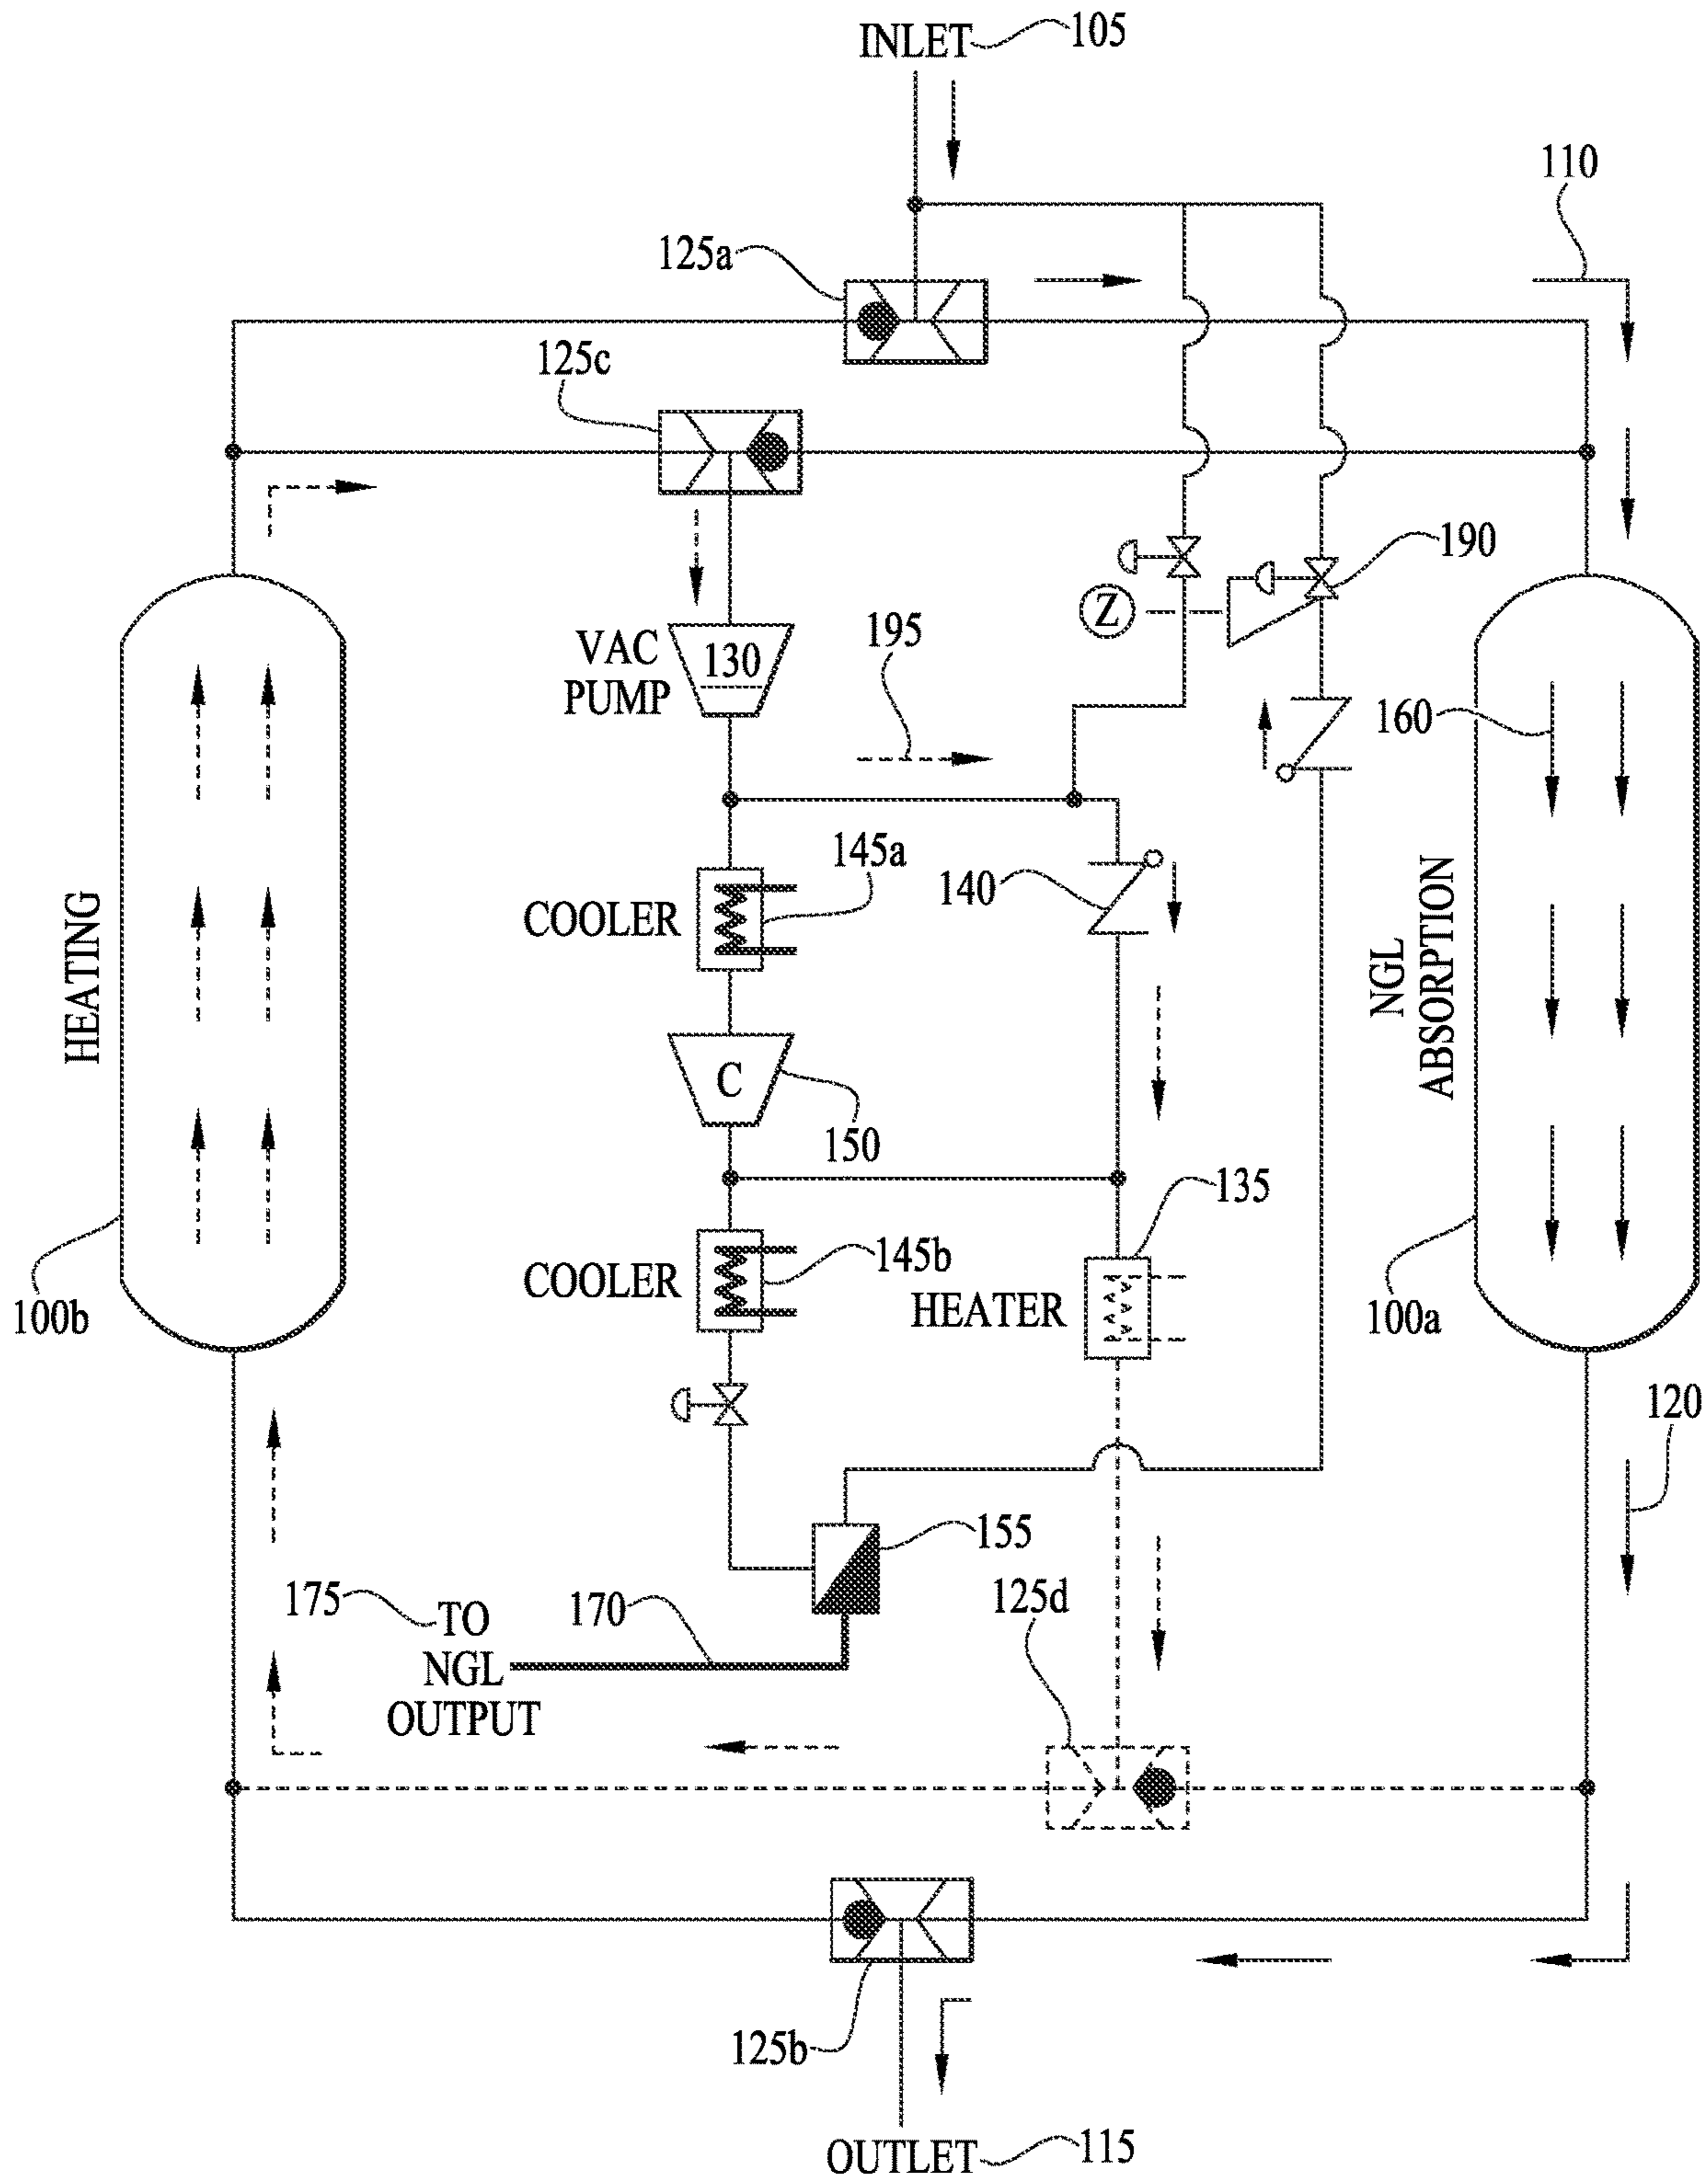 INLET 105
110
125a
125c
190
Z
VAC
PUMP
130
195
160
145a
COOLER
140
HEATING
NGL
ABSORPTION
C
150
135
COOLER
145b
HEATER
100b
100a
120
155
175 TO
NGL
OUTPUT
170
125d
125b
OUTLET 115